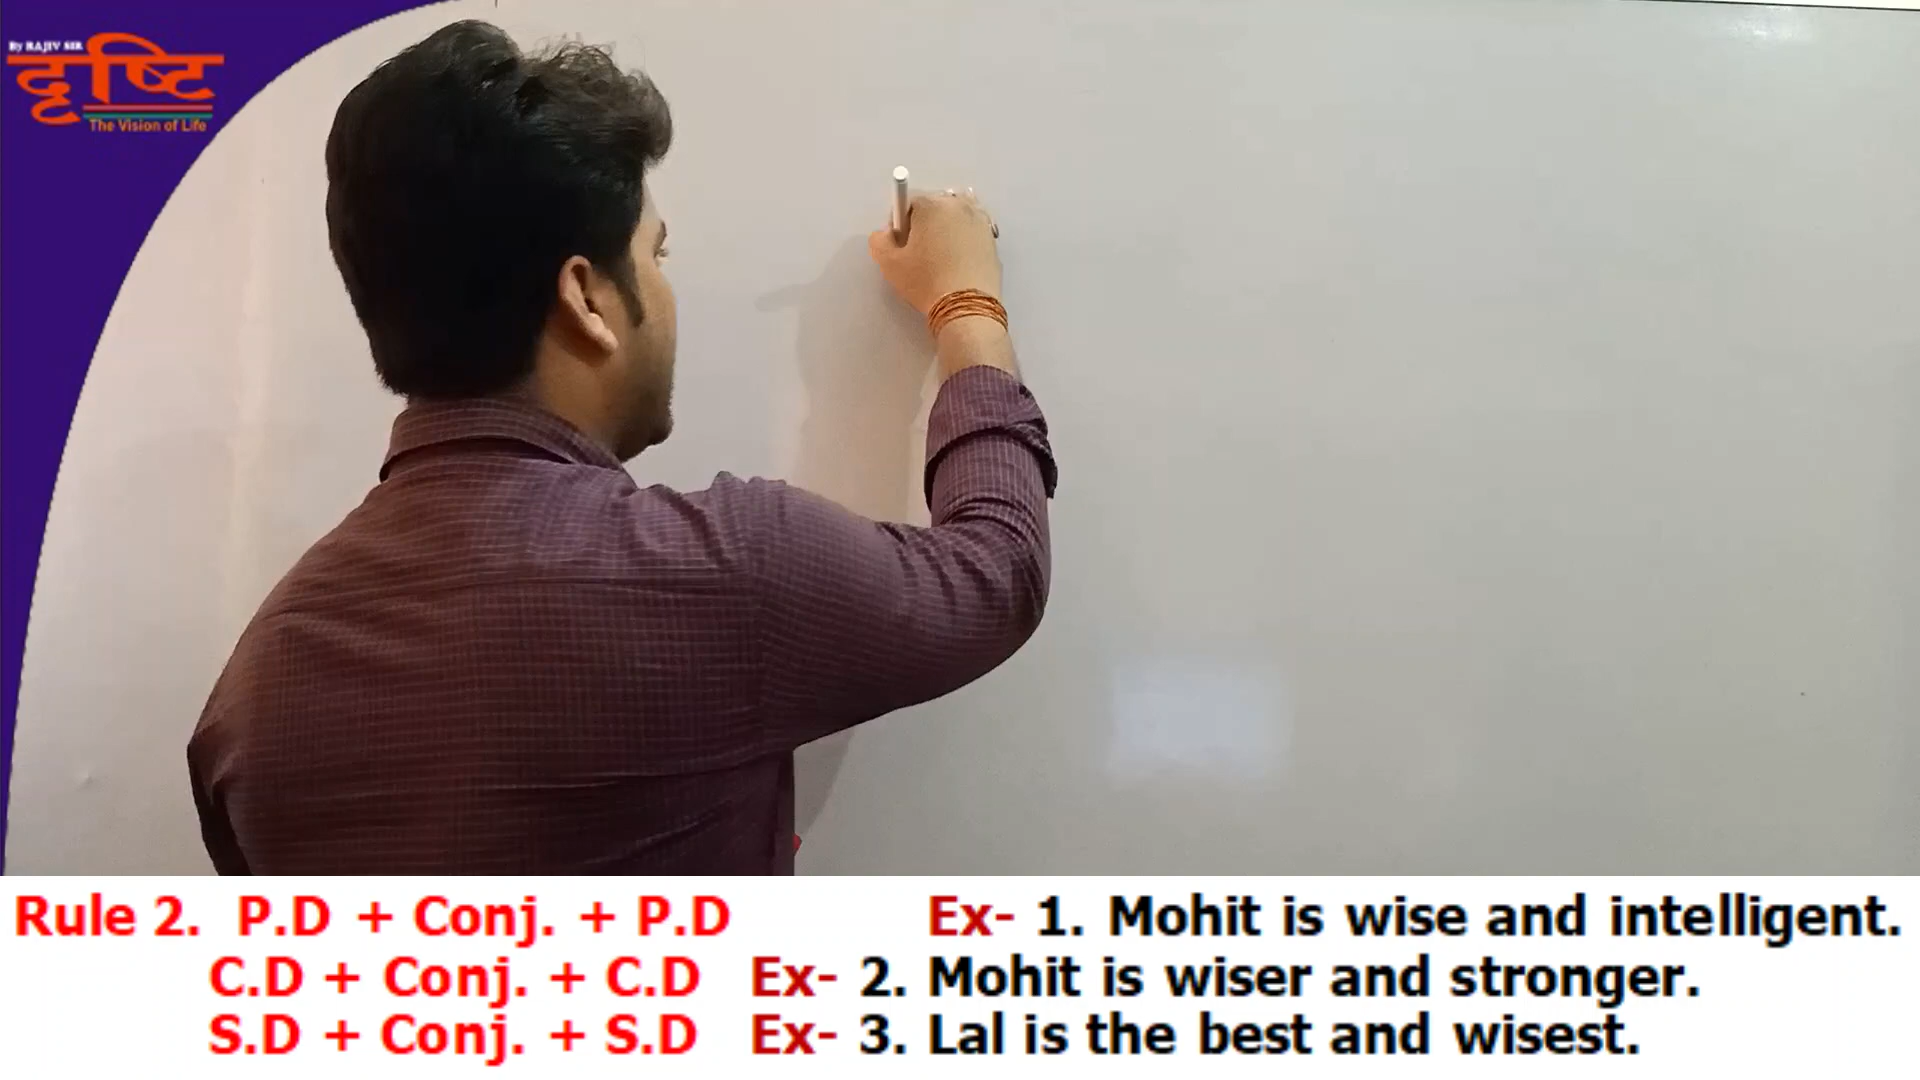 By RAJIV SIR
दृष्टि
The Vision of Life
Rule 2. P.D + Conj. + P.D Ex- 1. Mohit is wise and intelligent.
C.D + Conj. + C.D Ex- 2. Mohit is wiser and stronger.
S.D + Conj. + S.D Ex- 3. Lal is the best and wisest.